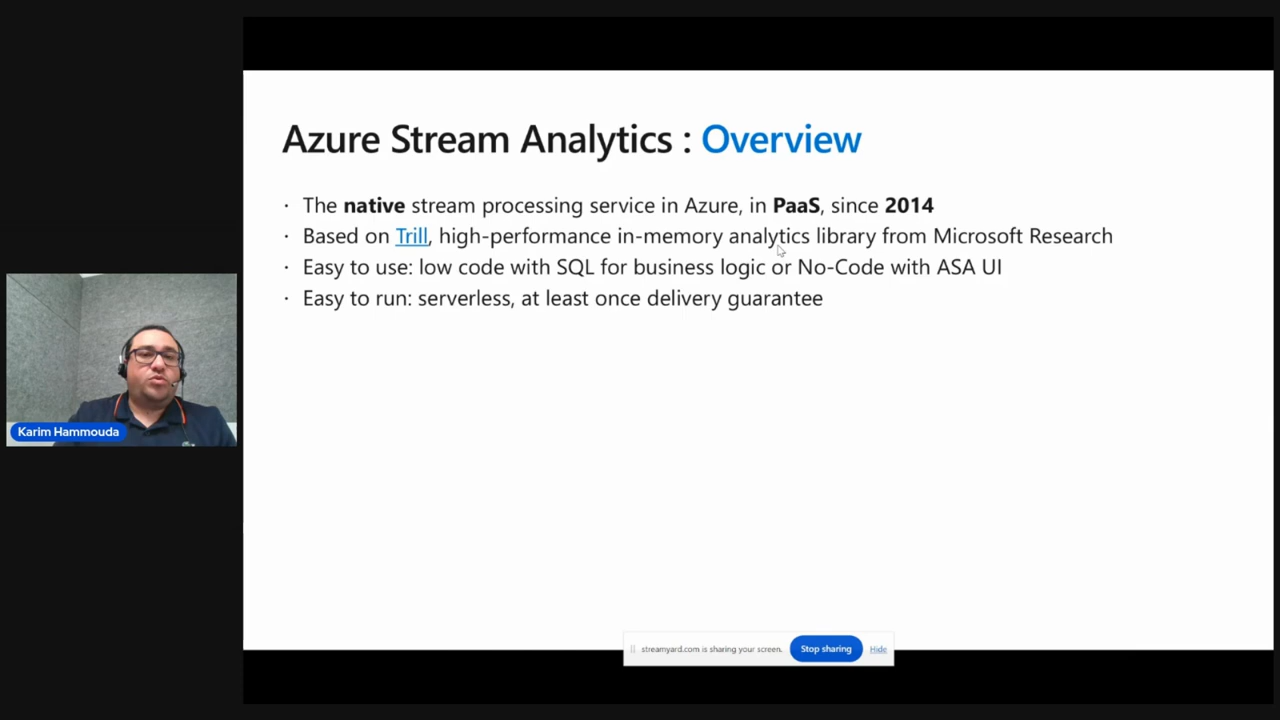 Azure Stream Analytics : Overview
· The native stream processing service in Azure, in PaaS, since 2014
· Based on Trill, high-performance in-memory analytics library from Microsoft Research
· Easy to use: low code with SQL for business logic or No-Code with ASA UI
· Easy to run: serverless, at least once delivery guarantee
Karim Hammouda
streamyard.com is sharing your screen. Stop sharing Hide